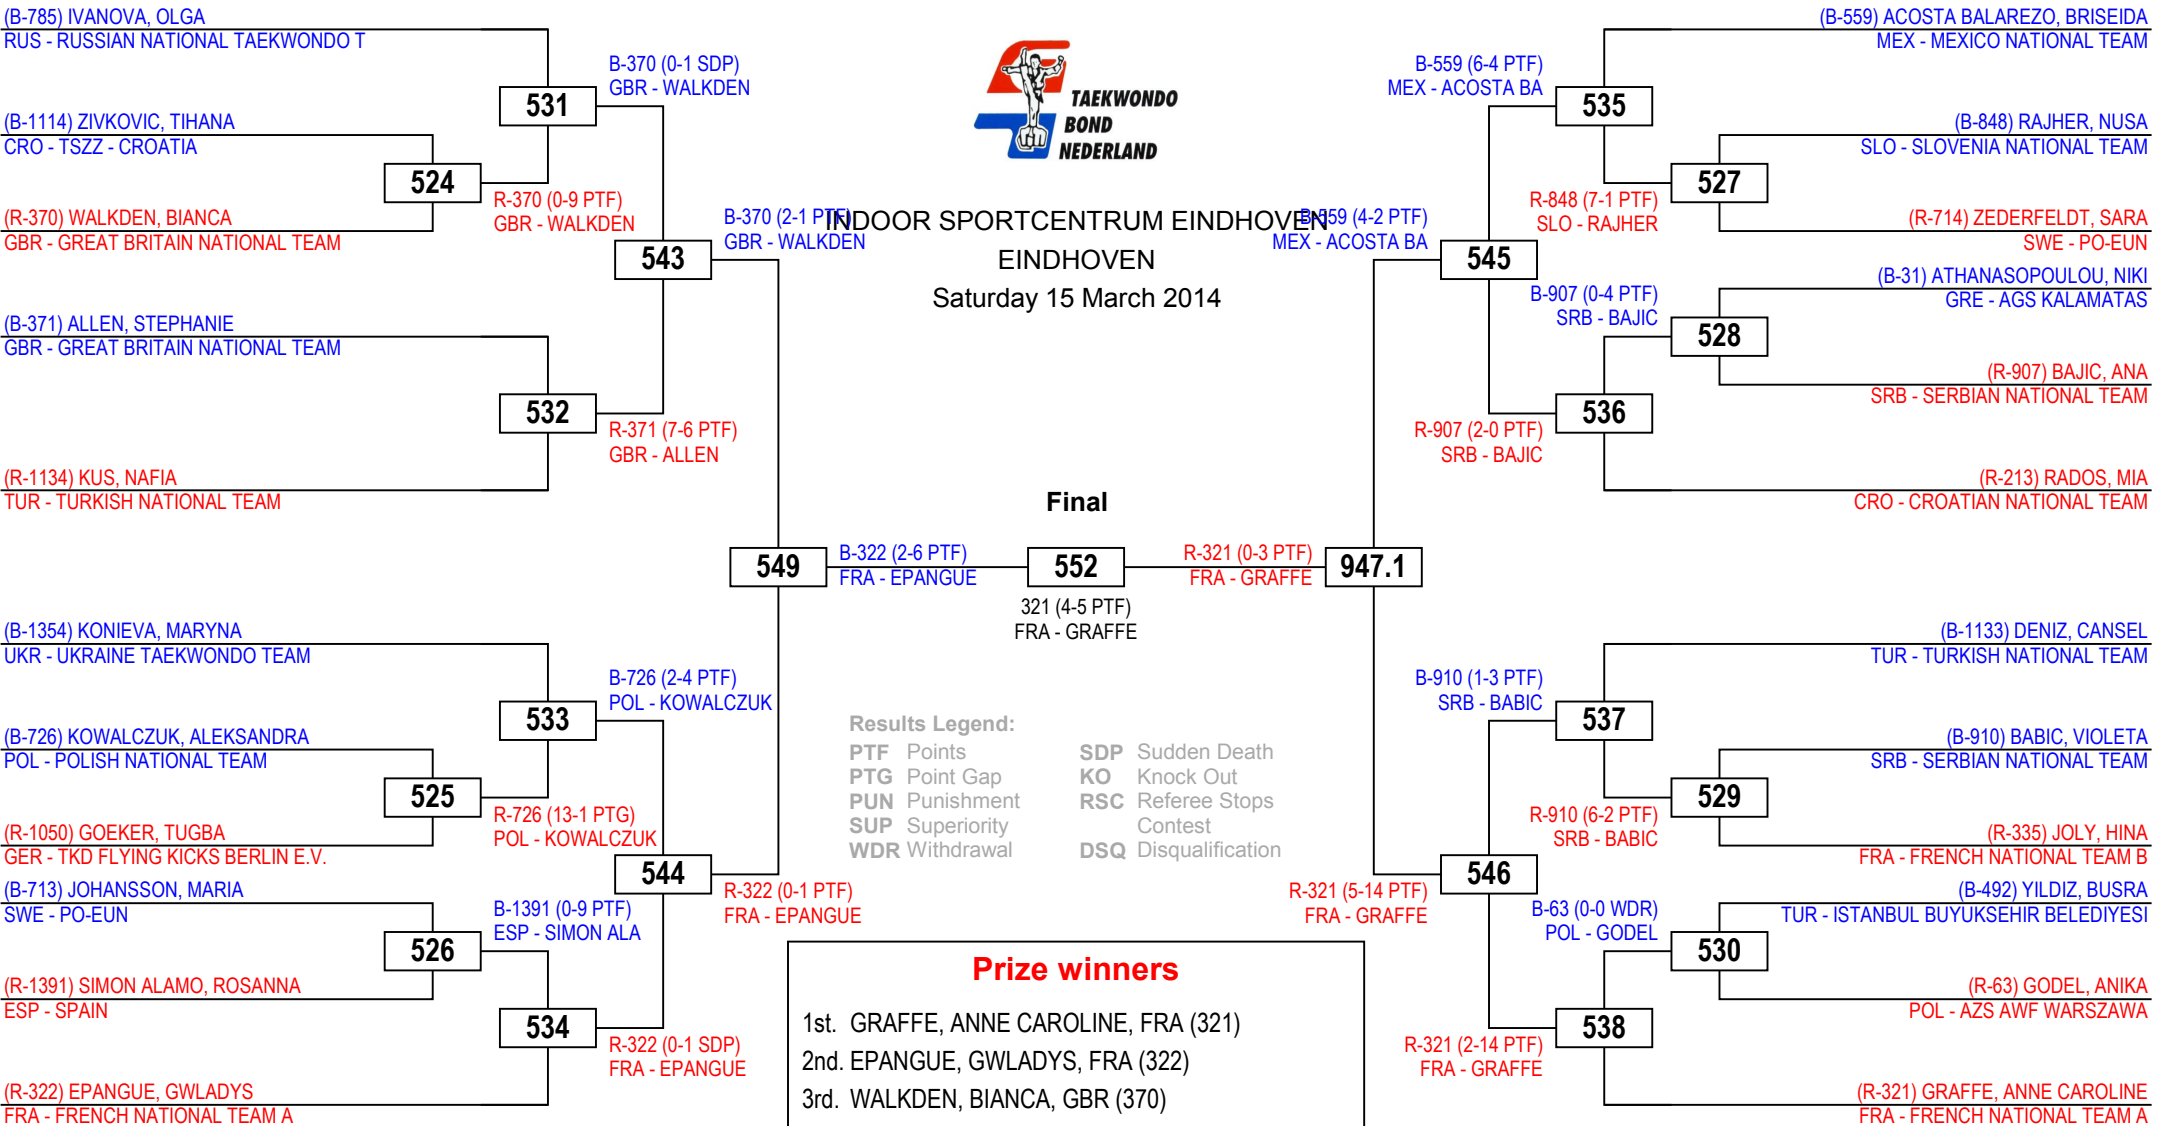 (B-785) IVANOVA, OLGA
RUS - RUSSIAN NATIONAL TAEKWONDO T
(B-1114) ZIVKOVIC, TIHANA
CRO - TSZZ - CROATIA
(R-370) WALKDEN, BIANCA
GBR - GREAT BRITAIN NATIONAL TEAM
(B-371) ALLEN, STEPHANIE
GBR - GREAT BRITAIN NATIONAL TEAM
(R-1134) KUS, NAFIA
TUR - TURKISH NATIONAL TEAM
(B-1354) KONIEVA, MARYNA
UKR - UKRAINE TAEKWONDO TEAM
(B-726) KOWALCZUK, ALEKSANDRA
POL - POLISH NATIONAL TEAM
(R-1050) GOEKER, TUGBA
GER - TKD FLYING KICKS BERLIN E.V.
(B-713) JOHANSSON, MARIA
SWE - PO-EUN
(R-1391) SIMON ALAMO, ROSANNA
ESP - SPAIN
(R-322) EPANGUE, GWLADYS
FRA - FRENCH NATIONAL TEAM A
524
525
526
R-370 (0-9 PTF)
GBR - WALKDEN
R-726 (13-1 PTG)
POL - KOWALCZUK
B-1391 (0-9 PTF)
ESP - SIMON ALA
531
532
533
534
B-370 (0-1 SDP)
GBR - WALKDEN
R-371 (7-6 PTF)
GBR - ALLEN
B-726 (2-4 PTF)
POL - KOWALCZUK
R-322 (0-1 SDP)
FRA - EPANGUE
543
544
B-370 (2-1 PTF)
GBR - WALKDEN
R-322 (0-1 PTF)
FRA - EPANGUE
549
B-322 (2-6 PTF)
FRA - EPANGUE
TAEKWONDO
BOND
NEDERLAND
INDOOR SPORTCENTRUM EINDHOVEN
EINDHOVEN
Saturday 15 March 2014
Final
552
321 (4-5 PTF)
FRA - GRAFFE
Results Legend:
PTF Points
PTG Point Gap
PUN Punishment
SUP Superiority
WDR Withdrawal
SDP Sudden Death
KO Knock Out
RSC Referee Stops
Contest
DSQ Disqualification
Prize winners
1st. GRAFFE, ANNE CAROLINE, FRA (321)
2nd. EPANGUE, GWLADYS, FRA (322)
3rd. WALKDEN, BIANCA, GBR (370)
R-321 (0-3 PTF)
FRA - GRAFFE
947.1
B-559 (4-2 PTF)
MEX - ACOSTA BA
R-321 (5-14 PTF)
FRA - GRAFFE
545
546
B-559 (6-4 PTF)
MEX - ACOSTA BA
R-907 (2-0 PTF)
SRB - BAJIC
B-910 (1-3 PTF)
SRB - BABIC
R-321 (2-14 PTF)
FRA - GRAFFE
535
536
537
538
R-848 (7-1 PTF)
SLO - RAJHER
B-907 (0-4 PTF)
SRB - BAJIC
R-910 (6-2 PTF)
SRB - BABIC
B-63 (0-0 WDR)
POL - GODEL
527
528
529
530
(B-559) ACOSTA BALAREZO, BRISEIDA
MEX - MEXICO NATIONAL TEAM
(B-848) RAJHER, NUSA
SLO - SLOVENIA NATIONAL TEAM
(R-714) ZEDERFELDT, SARA
SWE - PO-EUN
(B-31) ATHANASOPOULOU, NIKI
GRE - AGS KALAMATAS
(R-907) BAJIC, ANA
SRB - SERBIAN NATIONAL TEAM
(R-213) RADOS, MIA
CRO - CROATIAN NATIONAL TEAM
(B-1133) DENIZ, CANSEL
TUR - TURKISH NATIONAL TEAM
(B-910) BABIC, VIOLETA
SRB - SERBIAN NATIONAL TEAM
(R-335) JOLY, HINA
FRA - FRENCH NATIONAL TEAM B
(B-492) YILDIZ, BUSRA
TUR - ISTANBUL BUYUKSEHIR BELEDIYESI
(R-63) GODEL, ANIKA
POL - AZS AWF WARSZAWA
(R-321) GRAFFE, ANNE CAROLINE
FRA - FRENCH NATIONAL TEAM A